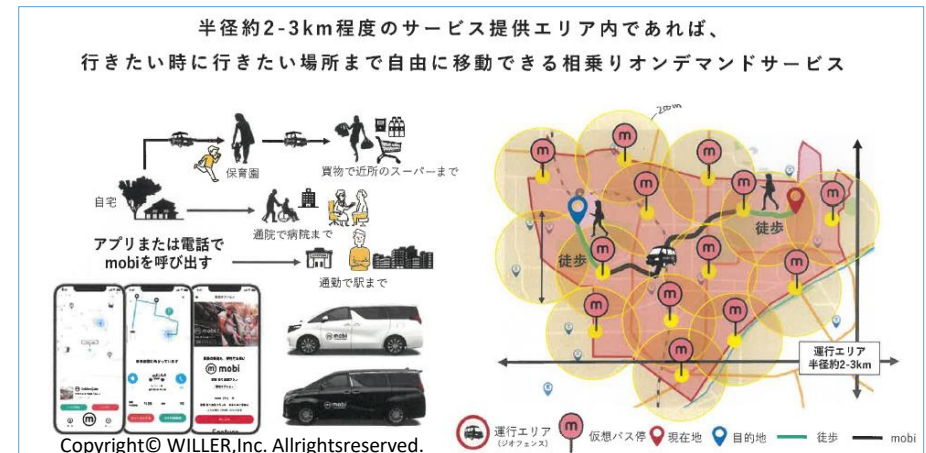 半径約2-3km程度のサービス提供エリア内であれば、
行きたい時に行きたい場所まで自由に移動できる相乗りオンデマンドサービス
保育園
買物で近所のスーパーまで
自宅
通院で病院まで
アプリまたは電話で
mobiを呼び出す
通勤で駅まで
mobi
mobi
mobi
Copyright© WILLER,Inc. Allrightsreserved.
m
m
m
m
m
m
m
m
m
m
m
m
m
徒歩
徒歩
運行エリア
半径約2-3km
運行エリア
(ジオフェンス)
m
仮想バス停
現在地
目的地
徒歩
mobi